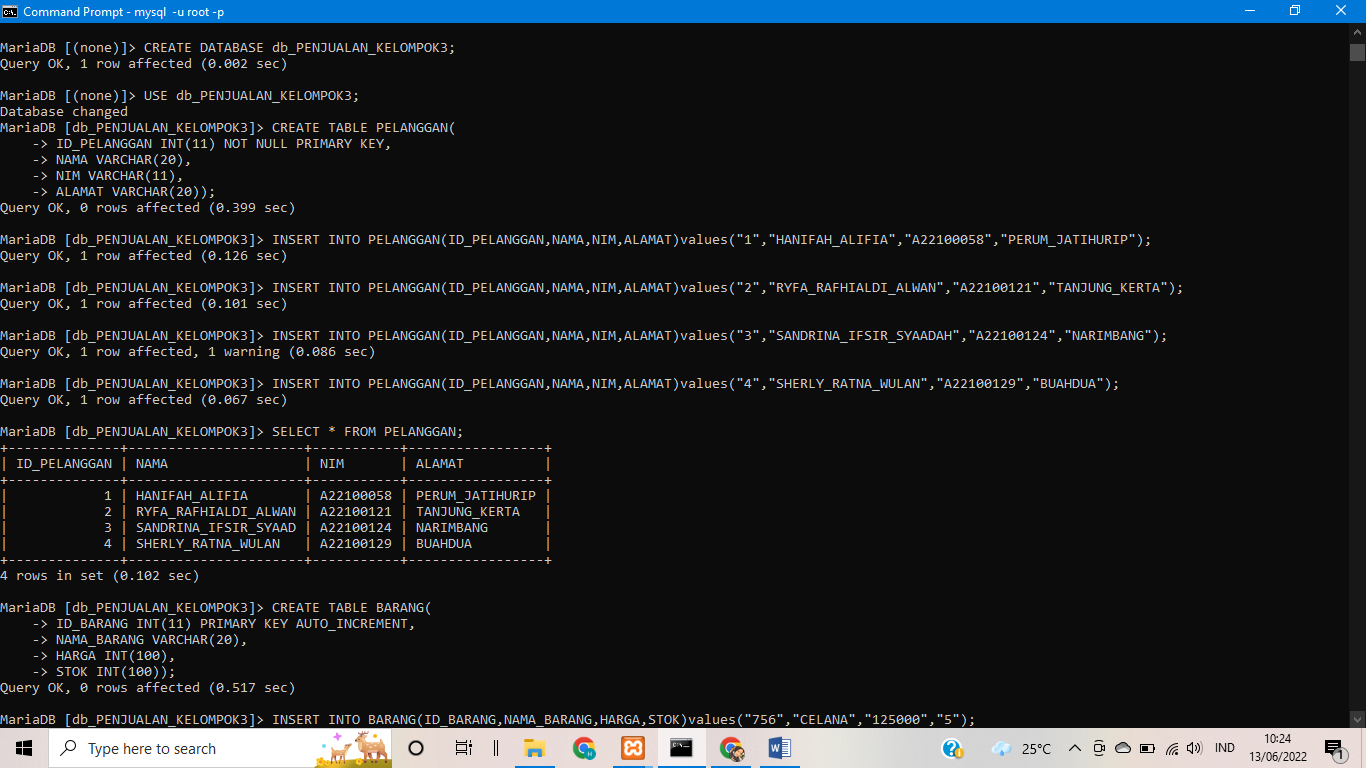 Command Prompt - mysql  -u root -p
MariaDB [(none)]> CREATE DATABASE db_PENJUALAN_KELOMPOK3;
Query OK, 1 row affected (0.002 sec)
MariaDB [(none)]> USE db_PENJUALAN_KELOMPOK3;
Database changed
MariaDB [db_PENJUALAN_KELOMPOK3]> CREATE TABLE PELANGGAN(
    -> ID_PELANGGAN INT(11) NOT NULL PRIMARY KEY,
    -> NAMA VARCHAR(20),
    -> NIM VARCHAR(11),
    -> ALAMAT VARCHAR(20));
Query OK, 0 rows affected (0.399 sec)
MariaDB [db_PENJUALAN_KELOMPOK3]> INSERT INTO PELANGGAN(ID_PELANGGAN,NAMA,NIM,ALAMAT)values("1","HANIFAH_ALIFIA","A22100058","PERUM_JATIHURIP");
Query OK, 1 row affected (0.126 sec)
MariaDB [db_PENJUALAN_KELOMPOK3]> INSERT INTO PELANGGAN(ID_PELANGGAN,NAMA,NIM,ALAMAT)values("2","RYFA_RAFHIALDI_ALWAN","A22100121","TANJUNG_KERTA");
Query OK, 1 row affected (0.101 sec)
MariaDB [db_PENJUALAN_KELOMPOK3]> INSERT INTO PELANGGAN(ID_PELANGGAN,NAMA,NIM,ALAMAT)values("3","SANDRINA_IFSIR_SYAADAH","A22100124","NARIMBANG");
Query OK, 1 row affected, 1 warning (0.086 sec)
MariaDB [db_PENJUALAN_KELOMPOK3]> INSERT INTO PELANGGAN(ID_PELANGGAN,NAMA,NIM,ALAMAT)values("4","SHERLY_RATNA_WULAN","A22100129","BUAHDUA");
Query OK, 1 row affected (0.067 sec)
MariaDB [db_PENJUALAN_KELOMPOK3]> SELECT * FROM PELANGGAN;
+--------------+----------------------+-----------+-----------------+
| ID_PELANGGAN | NAMA                 | NIM       | ALAMAT          |
+--------------+----------------------+-----------+-----------------+
|            1 | HANIFAH_ALIFIA       | A22100058 | PERUM_JATIHURIP |
|            2 | RYFA_RAFHIALDI_ALWAN | A22100121 | TANJUNG_KERTA   |
|            3 | SANDRINA_IFSIR_SYAAD | A22100124 | NARIMBANG       |
|            4 | SHERLY_RATNA_WULAN   | A22100129 | BUAHDUA         |
+--------------+----------------------+-----------+-----------------+
4 rows in set (0.102 sec)
MariaDB [db_PENJUALAN_KELOMPOK3]> CREATE TABLE BARANG(
    -> ID_BARANG INT(11) PRIMARY KEY AUTO_INCREMENT,
    -> NAMA_BARANG VARCHAR(20),
    -> HARGA INT(100),
    -> STOK INT(100));
Query OK, 0 rows affected (0.517 sec)
MariaDB [db_PENJUALAN_KELOMPOK3]> INSERT INTO BARANG(ID_BARANG,NAMA_BARANG,HARGA,STOK)values("756","CELANA","125000","5");
Type here to search
25°C
IND
10:24
13/06/2022
1